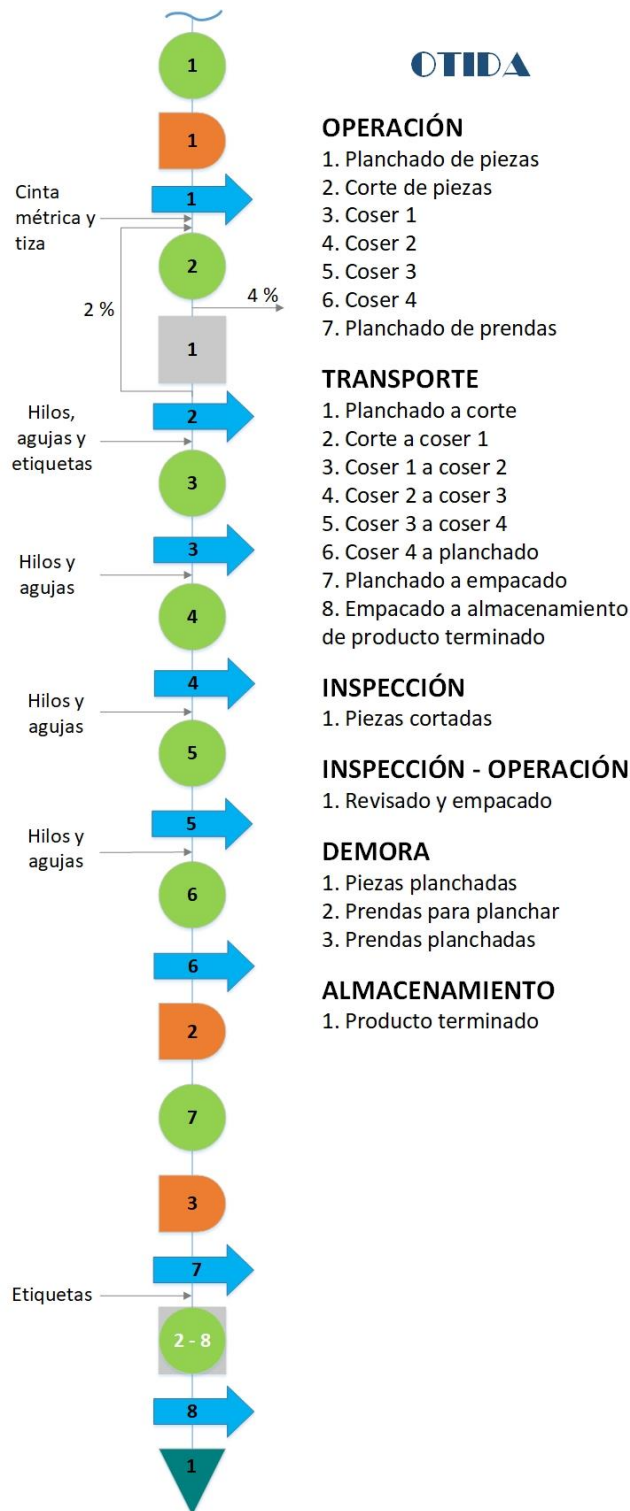 1
OTIDA
1
Cinta
métrica y
tiza
1
2
2 %
4 %
1
Hilos,
agujas y
etiquetas
2
3
3
Hilos y
agujas
4
4
Hilos y
agujas
5
5
Hilos y
agujas
6
6
2
7
3
7
Etiquetas
2 - 8
8
1
OPERACIÓN
1. Planchado de piezas
2. Corte de piezas
3. Coser 1
4. Coser 2
5. Coser 3
6. Coser 4
7. Planchado de prendas
TRANSPORTE
1. Planchado a corte
2. Corte a coser 1
3. Coser 1 a coser 2
4. Coser 2 a coser 3
5. Coser 3 a coser 4
6. Coser 4 a planchado
7. Planchado a empacado
8. Empacado a almacenamiento
de producto terminado
INSPECCIÓN
1. Piezas cortadas
INSPECCIÓN - OPERACIÓN
1. Revisado y empacado
DEMORA
1. Piezas planchadas
2. Prendas para planchar
3. Prendas planchadas
ALMACENAMIENTO
1. Producto terminado